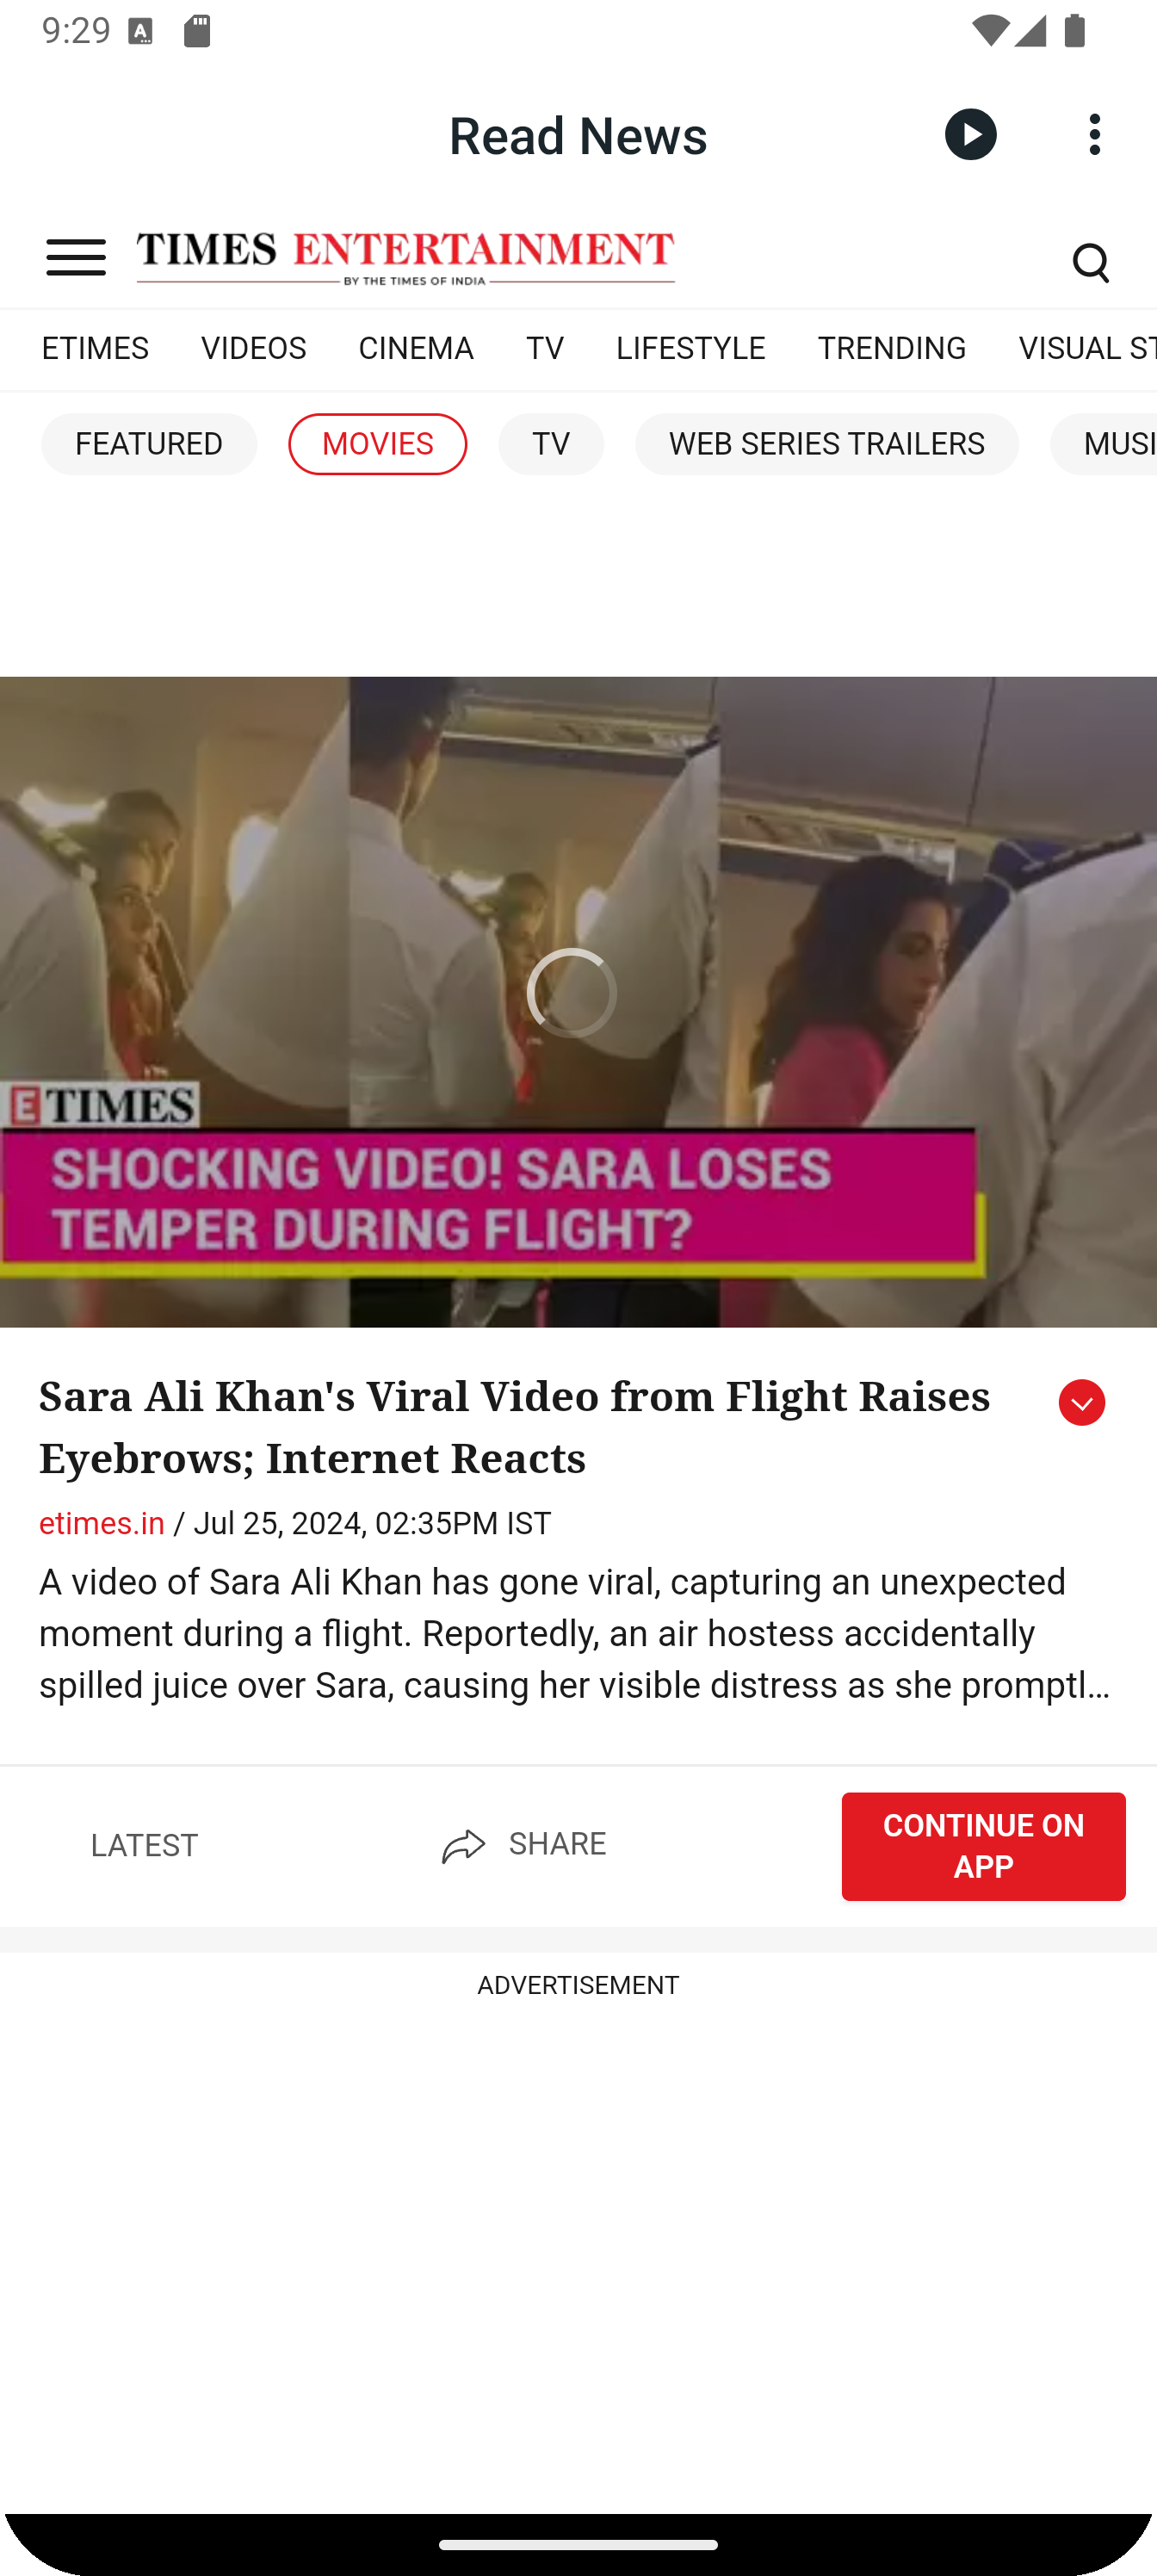 9:29
Read News
TIMES ENTERTAINMENT
BY THE TIMES OF INDIA
ETIMES VIDEOS CINEMA TV LIFESTYLE TRENDING VISUAL ST
FEATURED MOVIES TV WEB SERIES TRAILERS MUSI
E TIMES
SHOCKING VIDEO! SARA LOSES
TEMPER DURING FLIGHT?
Sara Ali Khan's Viral Video from Flight Raises
Eyebrows; Internet Reacts
etimes.in / Jul 25, 2024, 02:35PM IST
A video of Sara Ali Khan has gone viral, capturing an unexpected
moment during a flight. Reportedly, an air hostess accidentally
spilled juice over Sara, causing her visible distress as she promptl...
LATEST SHARE CONTINUE ON
APP
ADVERTISEMENT